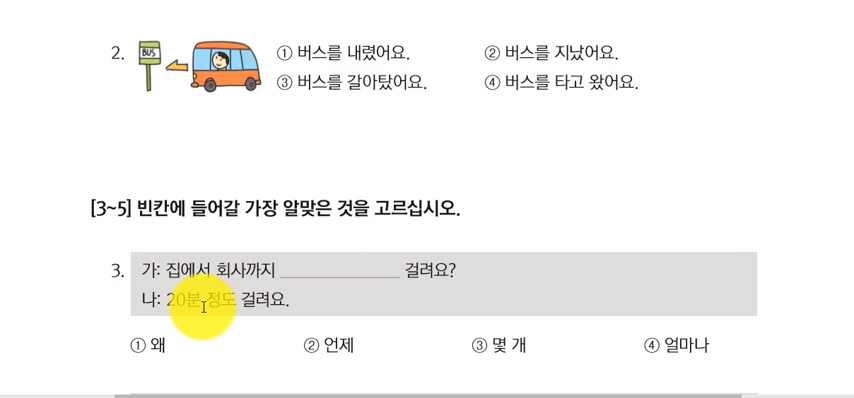 2.
BUS
① 버스를 내렸어요. ② 버스를 지났어요.
③ 버스를 갈아탔어요. ④ 버스를 타고 왔어요.
[3~5] 빈칸에 들어갈 가장 알맞은 것을 고르십시오.
3. 가: 집에서 회사까지 ____________ 걸려요?
나: 20분 정도 걸려요.
① 왜 ② 언제 ③ 몇 개 ④ 얼마나